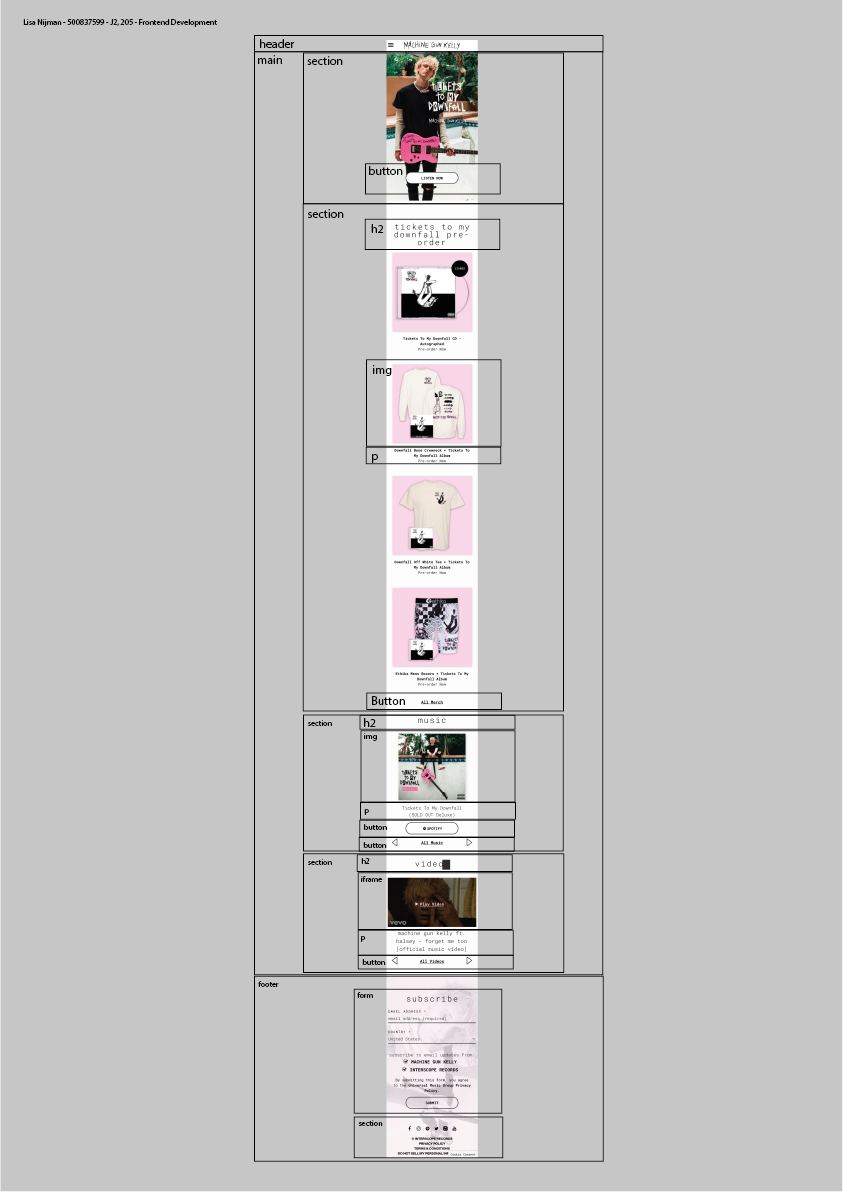 Lisa Nijman - 500837599 - J2, 205 - Frontend Development
header
MACHINE GUN KELLY
main
section
TICKETS
TO MY
DOWNFALL
MACHINE GUN KELLY
button
LISTEN NOW
section
h2
tickets to my
downfall pre-
order
Tickets To My Downfall CD -
Autographed
Pre-order Now
img
p
Tickets To
My Downfall Album
Pre-order Now
Downfall Off White Tee + Tickets To
My Downfall Album
Pre-order Now
ethika
Ethika Mens Boxers + Tickets To My
Downfall Album
Pre-order Now
Button
All Merch
section
h2
music
img
TICKETS
TO MY
DOWNFALL
p
Tickets To My Downfall
(SOLD OUT Deluxe)
button
SPOTIFY
button
All Music
section
h2
video
iframe
Play Video
vevo
p
machine gun kelly ft.
halsey - forget me too
[official music video]
button
All Videos
footer
form
subscribe
EMAIL ADDRESS *
email address (required)
COUNTRY *
United States
subscribe to email updates from:
MACHINE GUN KELLY
INTERSCOPE RECORDS
By submitting this form, you agree
to the Universal Music Group Privacy
Policy.
SUBMIT
section
© INTERSCOPE RECORDS
PRIVACY POLICY
TERMS & CONDITIONS
DO NOT SELL MY PERSONAL INF
Cookie Consent